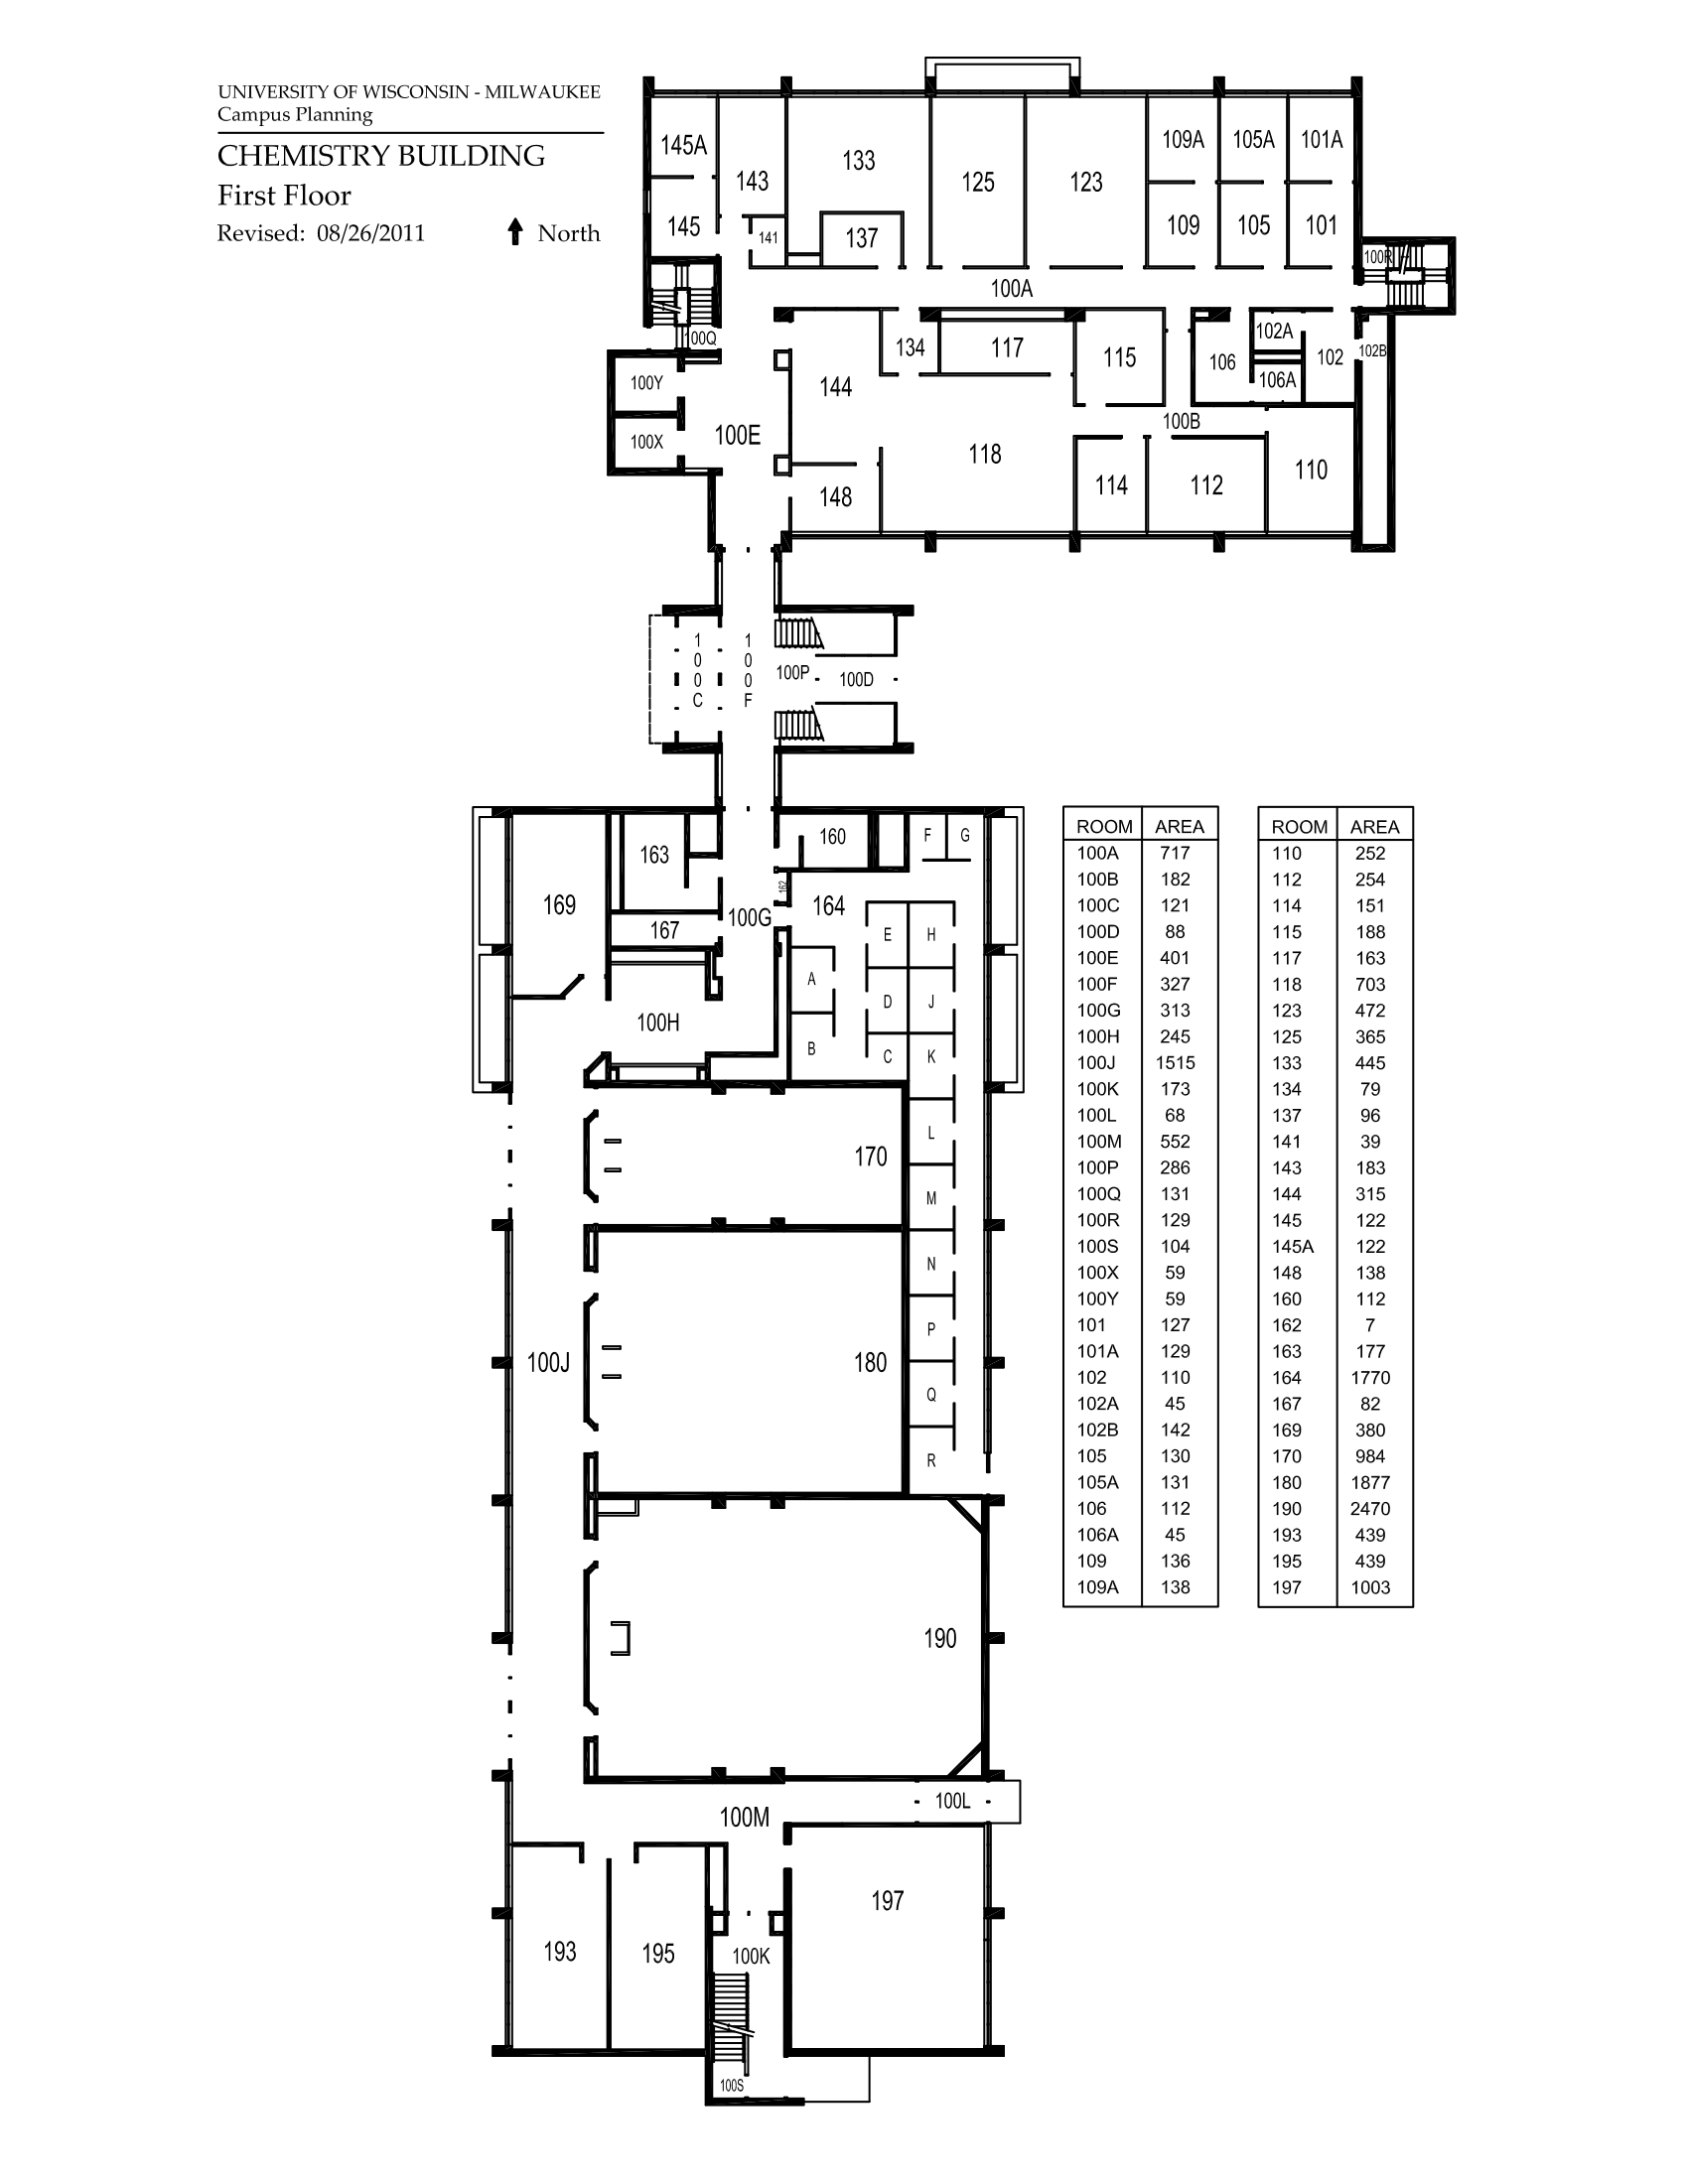 UNIVERSITY OF WISCONSIN - MILWAUKEE
Campus Planning
CHEMISTRY BUILDING
First Floor
Revised: 08/26/2011 North
145A
143
133
125
123
109A
105A
101A
145
141
137
109
105
101
100R
100A
100Q
134
117
115
106
102A
102
102B
106A
100Y
144
100X
100E
118
100B
148
114
112
110
100C
100F
100P
100D
163
160
F
G
169
162
164
167
100G
E
H
A
D
J
100H
B
C
K
170
L
M
N
100J
180
P
Q
R
190
100M
100L
197
193
195
100K
100S
ROOM AREA
100A 717
100B 182
100C 121
100D 88
100E 401
100F 327
100G 313
100H 245
100J 1515
100K 173
100L 68
100M 552
100P 286
100Q 131
100R 129
100S 104
100X 59
100Y 59
101 127
101A 129
102 110
102A 45
102B 142
105 130
105A 131
106 112
106A 45
109 136
109A 138
ROOM AREA
110 252
112 254
114 151
115 188
117 163
118 703
123 472
125 365
133 445
134 79
137 96
141 39
143 183
144 315
145 122
145A 122
148 138
160 112
162 7
163 177
164 1770
167 82
169 380
170 984
180 1877
190 2470
193 439
195 439
197 1003